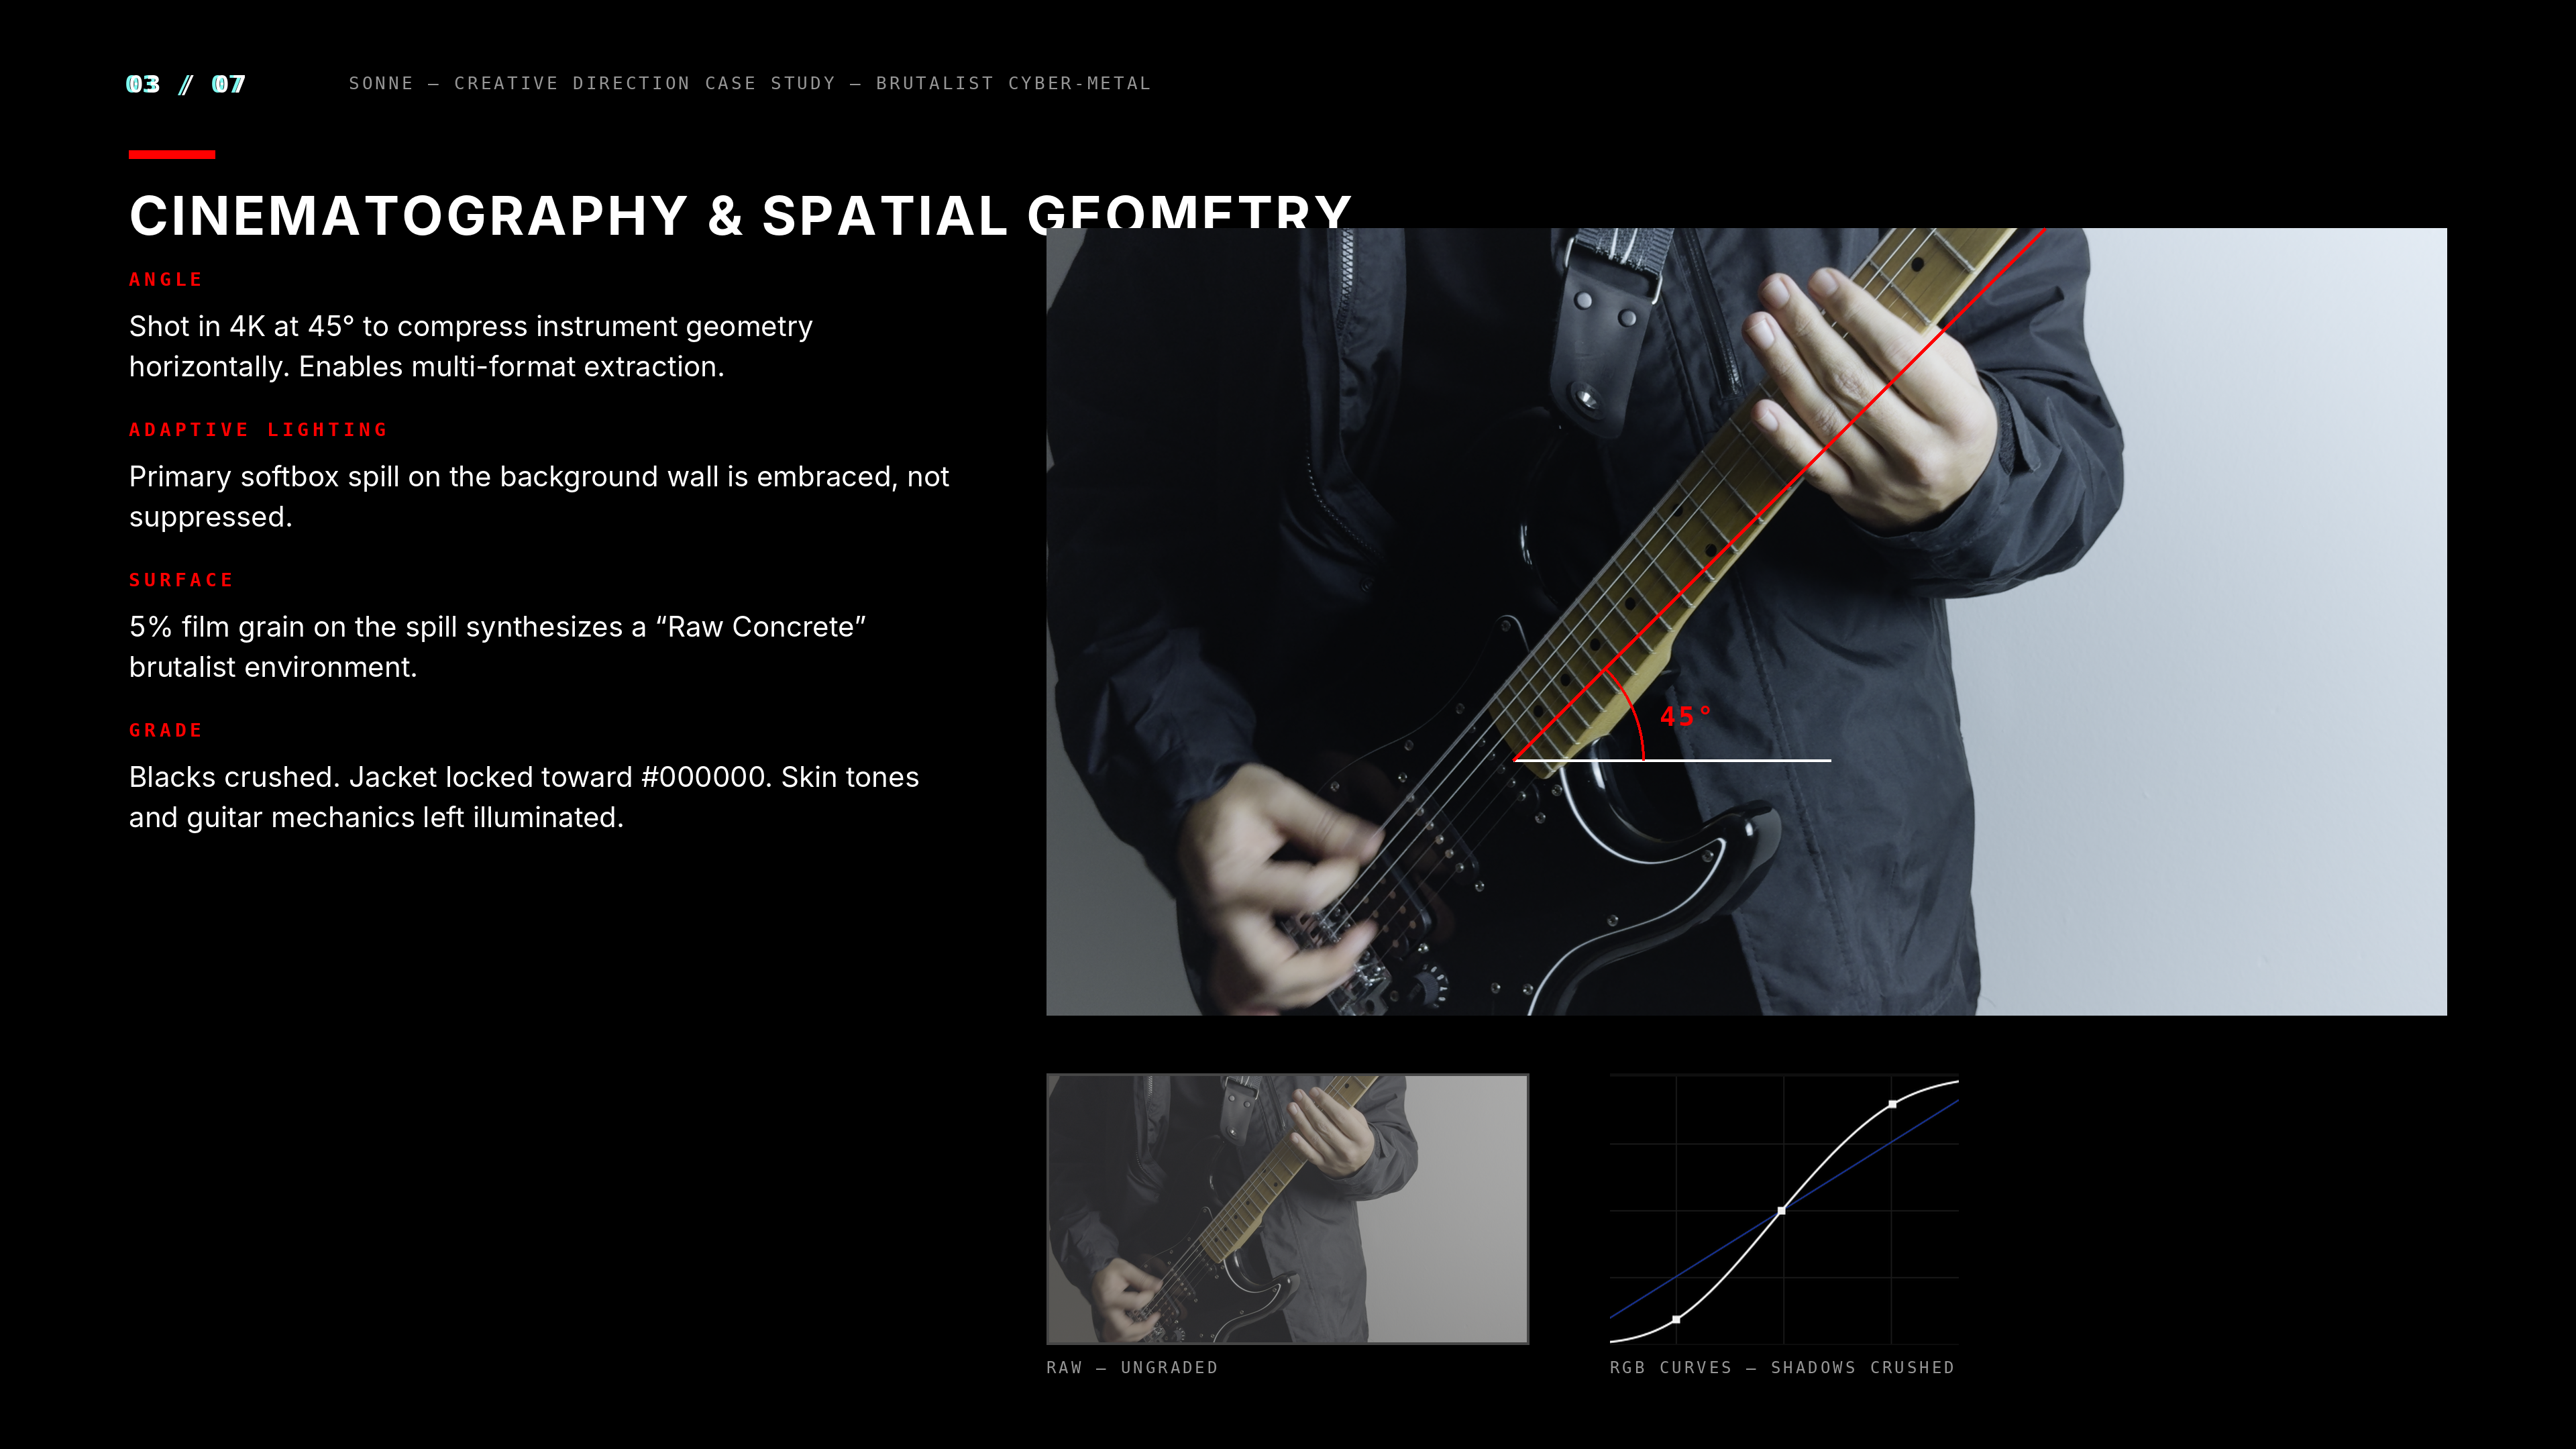 03 / 07
SONNE — CREATIVE DIRECTION CASE STUDY — BRUTALIST CYBER-METAL
CINEMATOGRAPHY & SPATIAL GEOMETRY
ANGLE
Shot in 4K at 45° to compress instrument geometry
horizontally. Enables multi-format extraction.
ADAPTIVE LIGHTING
Primary softbox spill on the background wall is embraced, not
suppressed.
SURFACE
5% film grain on the spill synthesizes a “Raw Concrete”
brutalist environment.
GRADE
Blacks crushed. Jacket locked toward #000000. Skin tones
and guitar mechanics left illuminated.
45°
RAW — UNGRADED
RGB CURVES — SHADOWS CRUSHED